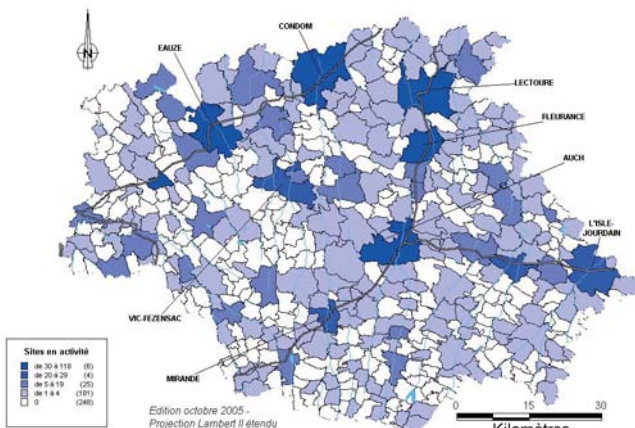 N
CONDOM
EAUZE
LECTOURE
FLEURANCE
AUCH
L'ISLE-
JOURDAIN
VIC-FEZENSAC
MIRANDE
Sites en activité
de 30 à 118 (6)
de 20 à 29 (4)
de 5 à 19 (25)
de 1 à 4 (181)
0 (248)
Edition octobre 2005 -
Projection Lambert II étendu
0 15 30
Kilomètres